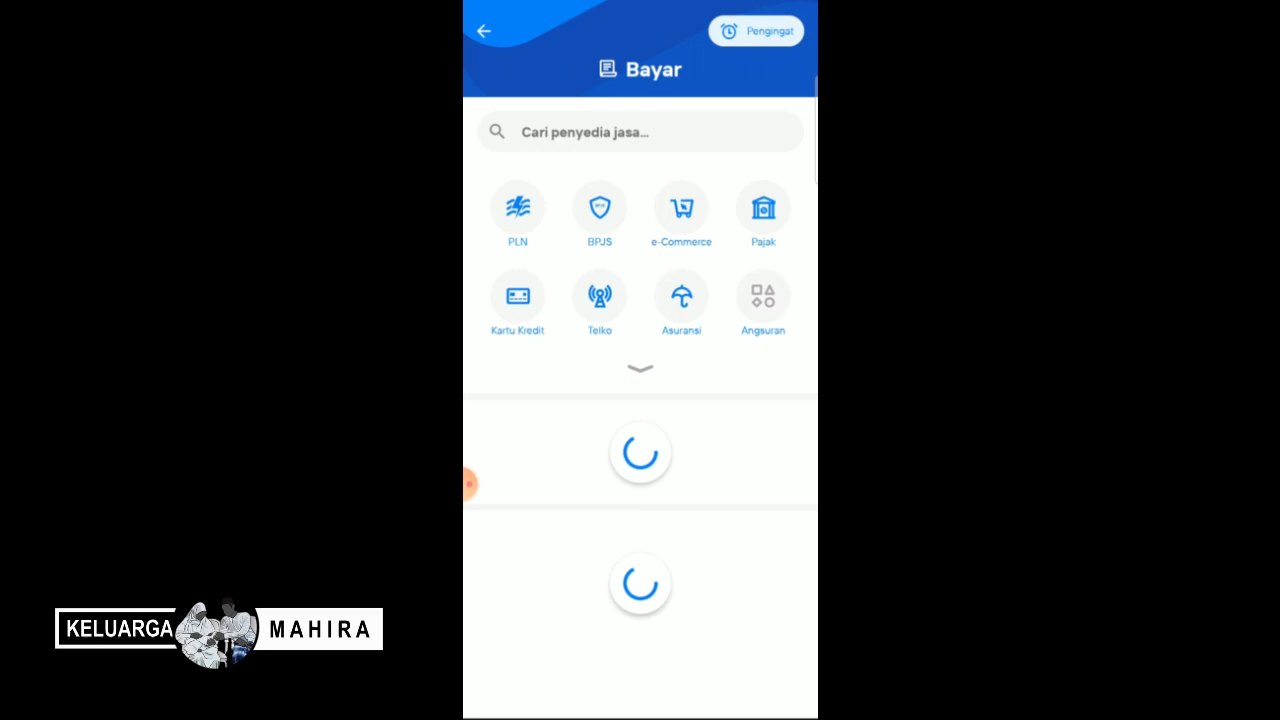 Pengingat
Bayar
Cari penyedia jasa...
PLN
BPJS
e-Commerce
Pajak
Kartu Kredit
Telko
Asuransi
Angsuran
KELUARGA MAHIRA